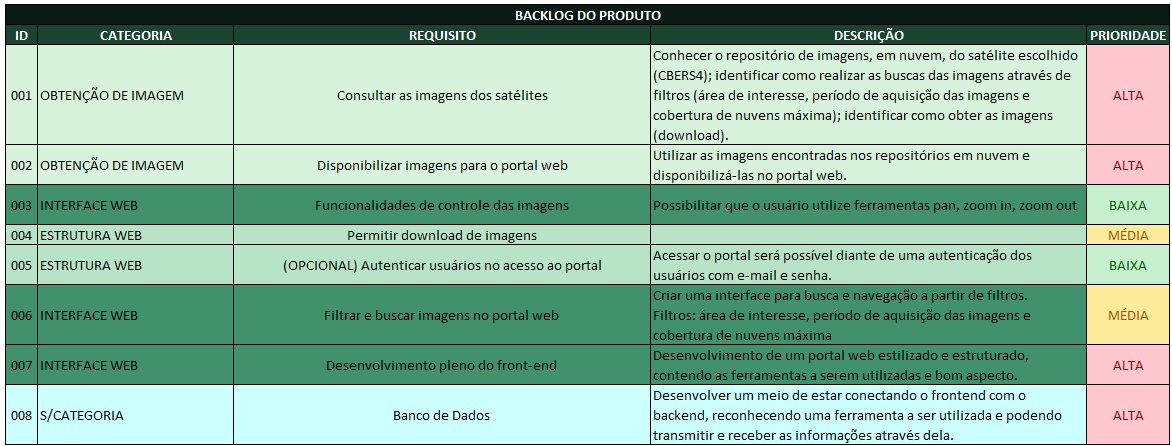 BACKLOG DO PRODUTO
ID CATEGORIA REQUISITO DESCRIÇÃO PRIORIDADE
001 OBTENÇÃO DE IMAGEM Consultar as imagens dos satélites Conhecer o repositório de imagens, em nuvem, do satélite escolhido
(CBERS4); identificar como realizar as buscas das imagens através de
filtros (área de interesse, período de aquisição das imagens e
cobertura de nuvens máxima); identificar como obter as imagens
(download). ALTA
002 OBTENÇÃO DE IMAGEM Disponibilizar imagens para o portal web Utilizar as imagens encontradas nos repositórios em nuvem e
disponibilizá-las no portal web. ALTA
003 INTERFACE WEB Funcionalidades de controle das imagens Possibilitar que o usuário utilize ferramentas pan, zoom in, zoom out BAIXA
004 ESTRUTURA WEB Permitir download de imagens MÉDIA
005 ESTRUTURA WEB (OPCIONAL) Autenticar usuários no acesso ao portal Acessar o portal será possível diante de uma autenticação dos
usuários com e-mail e senha. BAIXA
006 INTERFACE WEB Filtrar e buscar imagens no portal web Criar uma interface para busca e navegação a partir de filtros.
Filtros: área de interesse, período de aquisição das imagens e
cobertura de nuvens máxima MÉDIA
007 INTERFACE WEB Desenvolvimento pleno do front-end Desenvolvimento de um portal web estilizado e estruturado,
contendo as ferramentas a serem utilizadas e bom aspecto. ALTA
008 S/CATEGORIA Banco de Dados Desenvolver um meio de estar conectando o frontend com o
backend, reconhecendo uma ferramenta a ser utilizada e podendo
transmitir e receber as informações através dela. ALTA